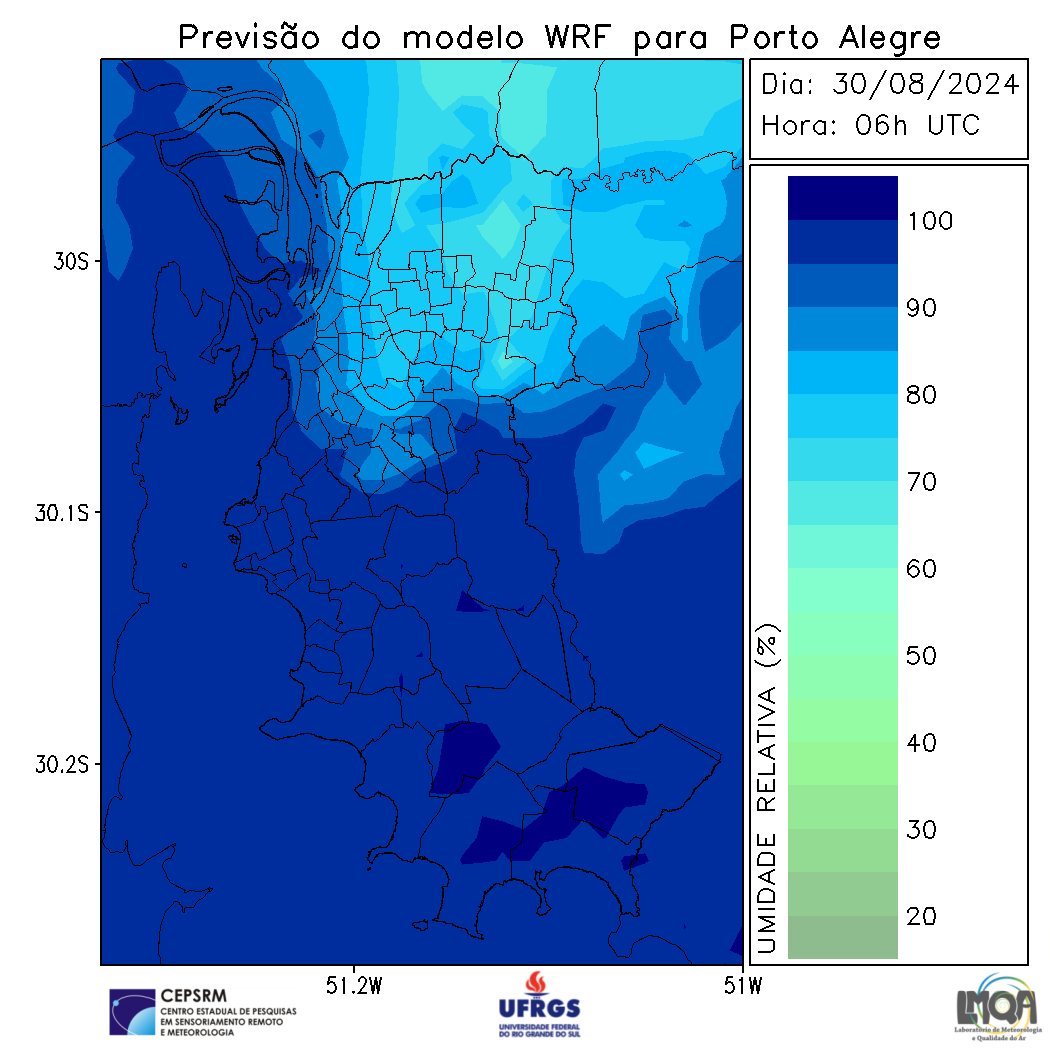 Previsão do modelo WRF para Porto Alegre
Dia: 30/08/2024
Hora: 06h UTC
30S
30.1S
30.2S
51.2W
51W
100
90
80
70
60
50
40
30
20
UMIDADE RELATIVA (%)
CEPSRM
CENTRO ESTADUAL DE PESQUISAS
EM SENSORIAMENTO REMOTO
E METEOROLOGIA
UFRGS
UNIVERSIDADE FEDERAL
DO RIO GRANDE DO SUL
LMQA
Laboratório de Meteorologia
e Qualidade do Ar